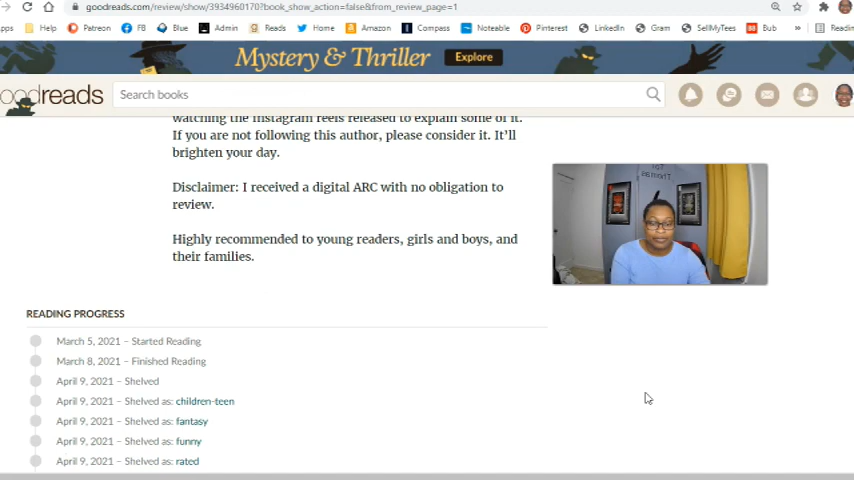 goodreads.com/review/show/3934960170?book_show_action=false&from_review_page=1
Help Patreon FB Blue Admin Reads Home Amazon Compass Noteable Pinterest LinkedIn Gram SellMyTees Bub » Reading
Mystery & Thriller Explore
oodreads Search books
watching the Instagram reels released to explain some of it.
If you are not following this author, please consider it. It'll
brighten your day.
Disclaimer: I received a digital ARC with no obligation to
review.
Highly recommended to young readers, girls and boys, and
their families.
READING PROGRESS
March 5, 2021 – Started Reading
March 8, 2021 – Finished Reading
April 9, 2021 – Shelved
April 9, 2021 – Shelved as: children-teen
April 9, 2021 – Shelved as: fantasy
April 9, 2021 – Shelved as: funny
April 9, 2021 – Shelved as: rated